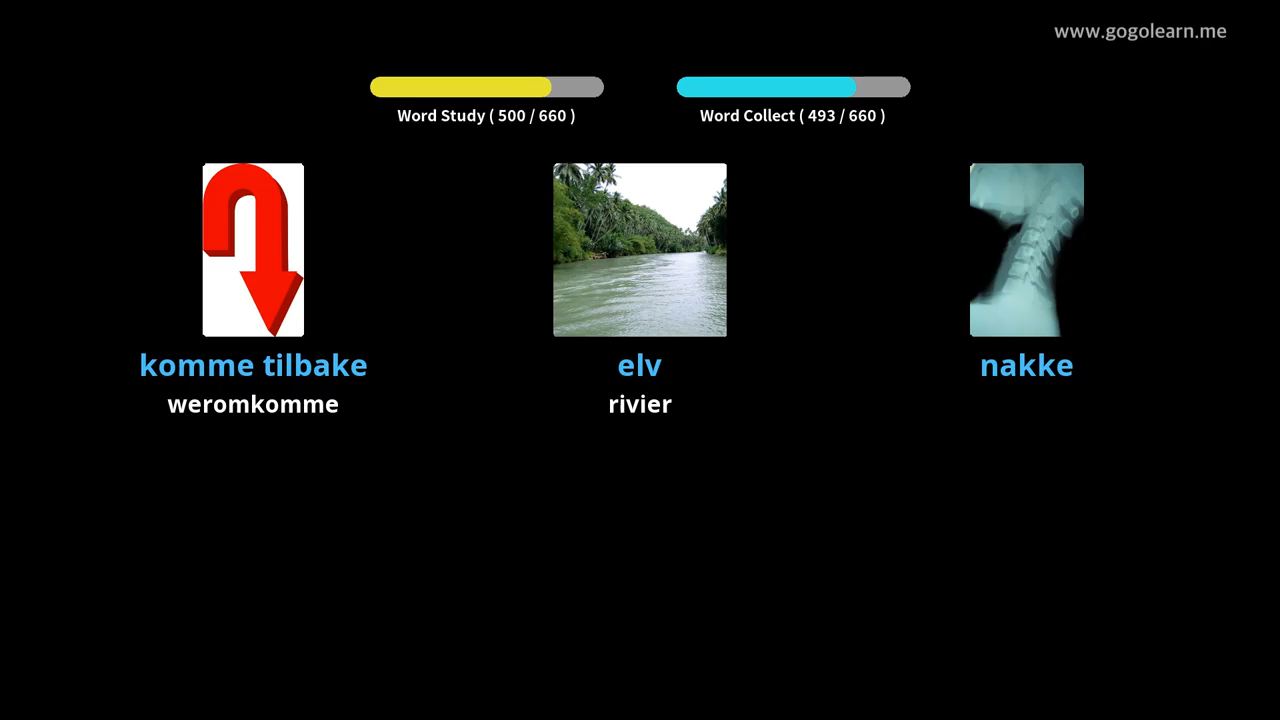 www.gogolearn.me
Word Study ( 500 / 660 )
Word Collect ( 493 / 660 )
komme tilbake
elv
nakke
weromkomme
rivier